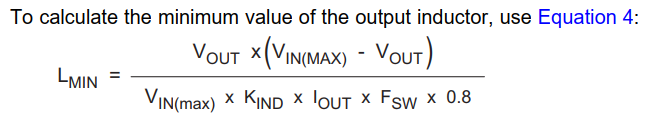 To calculate the minimum value of the output inductor, use Equation 4:
VOUT x (VIN(MAX) - VOUT)
LMIN =
VIN(max) x KIND x IOUT x FSW x 0.8